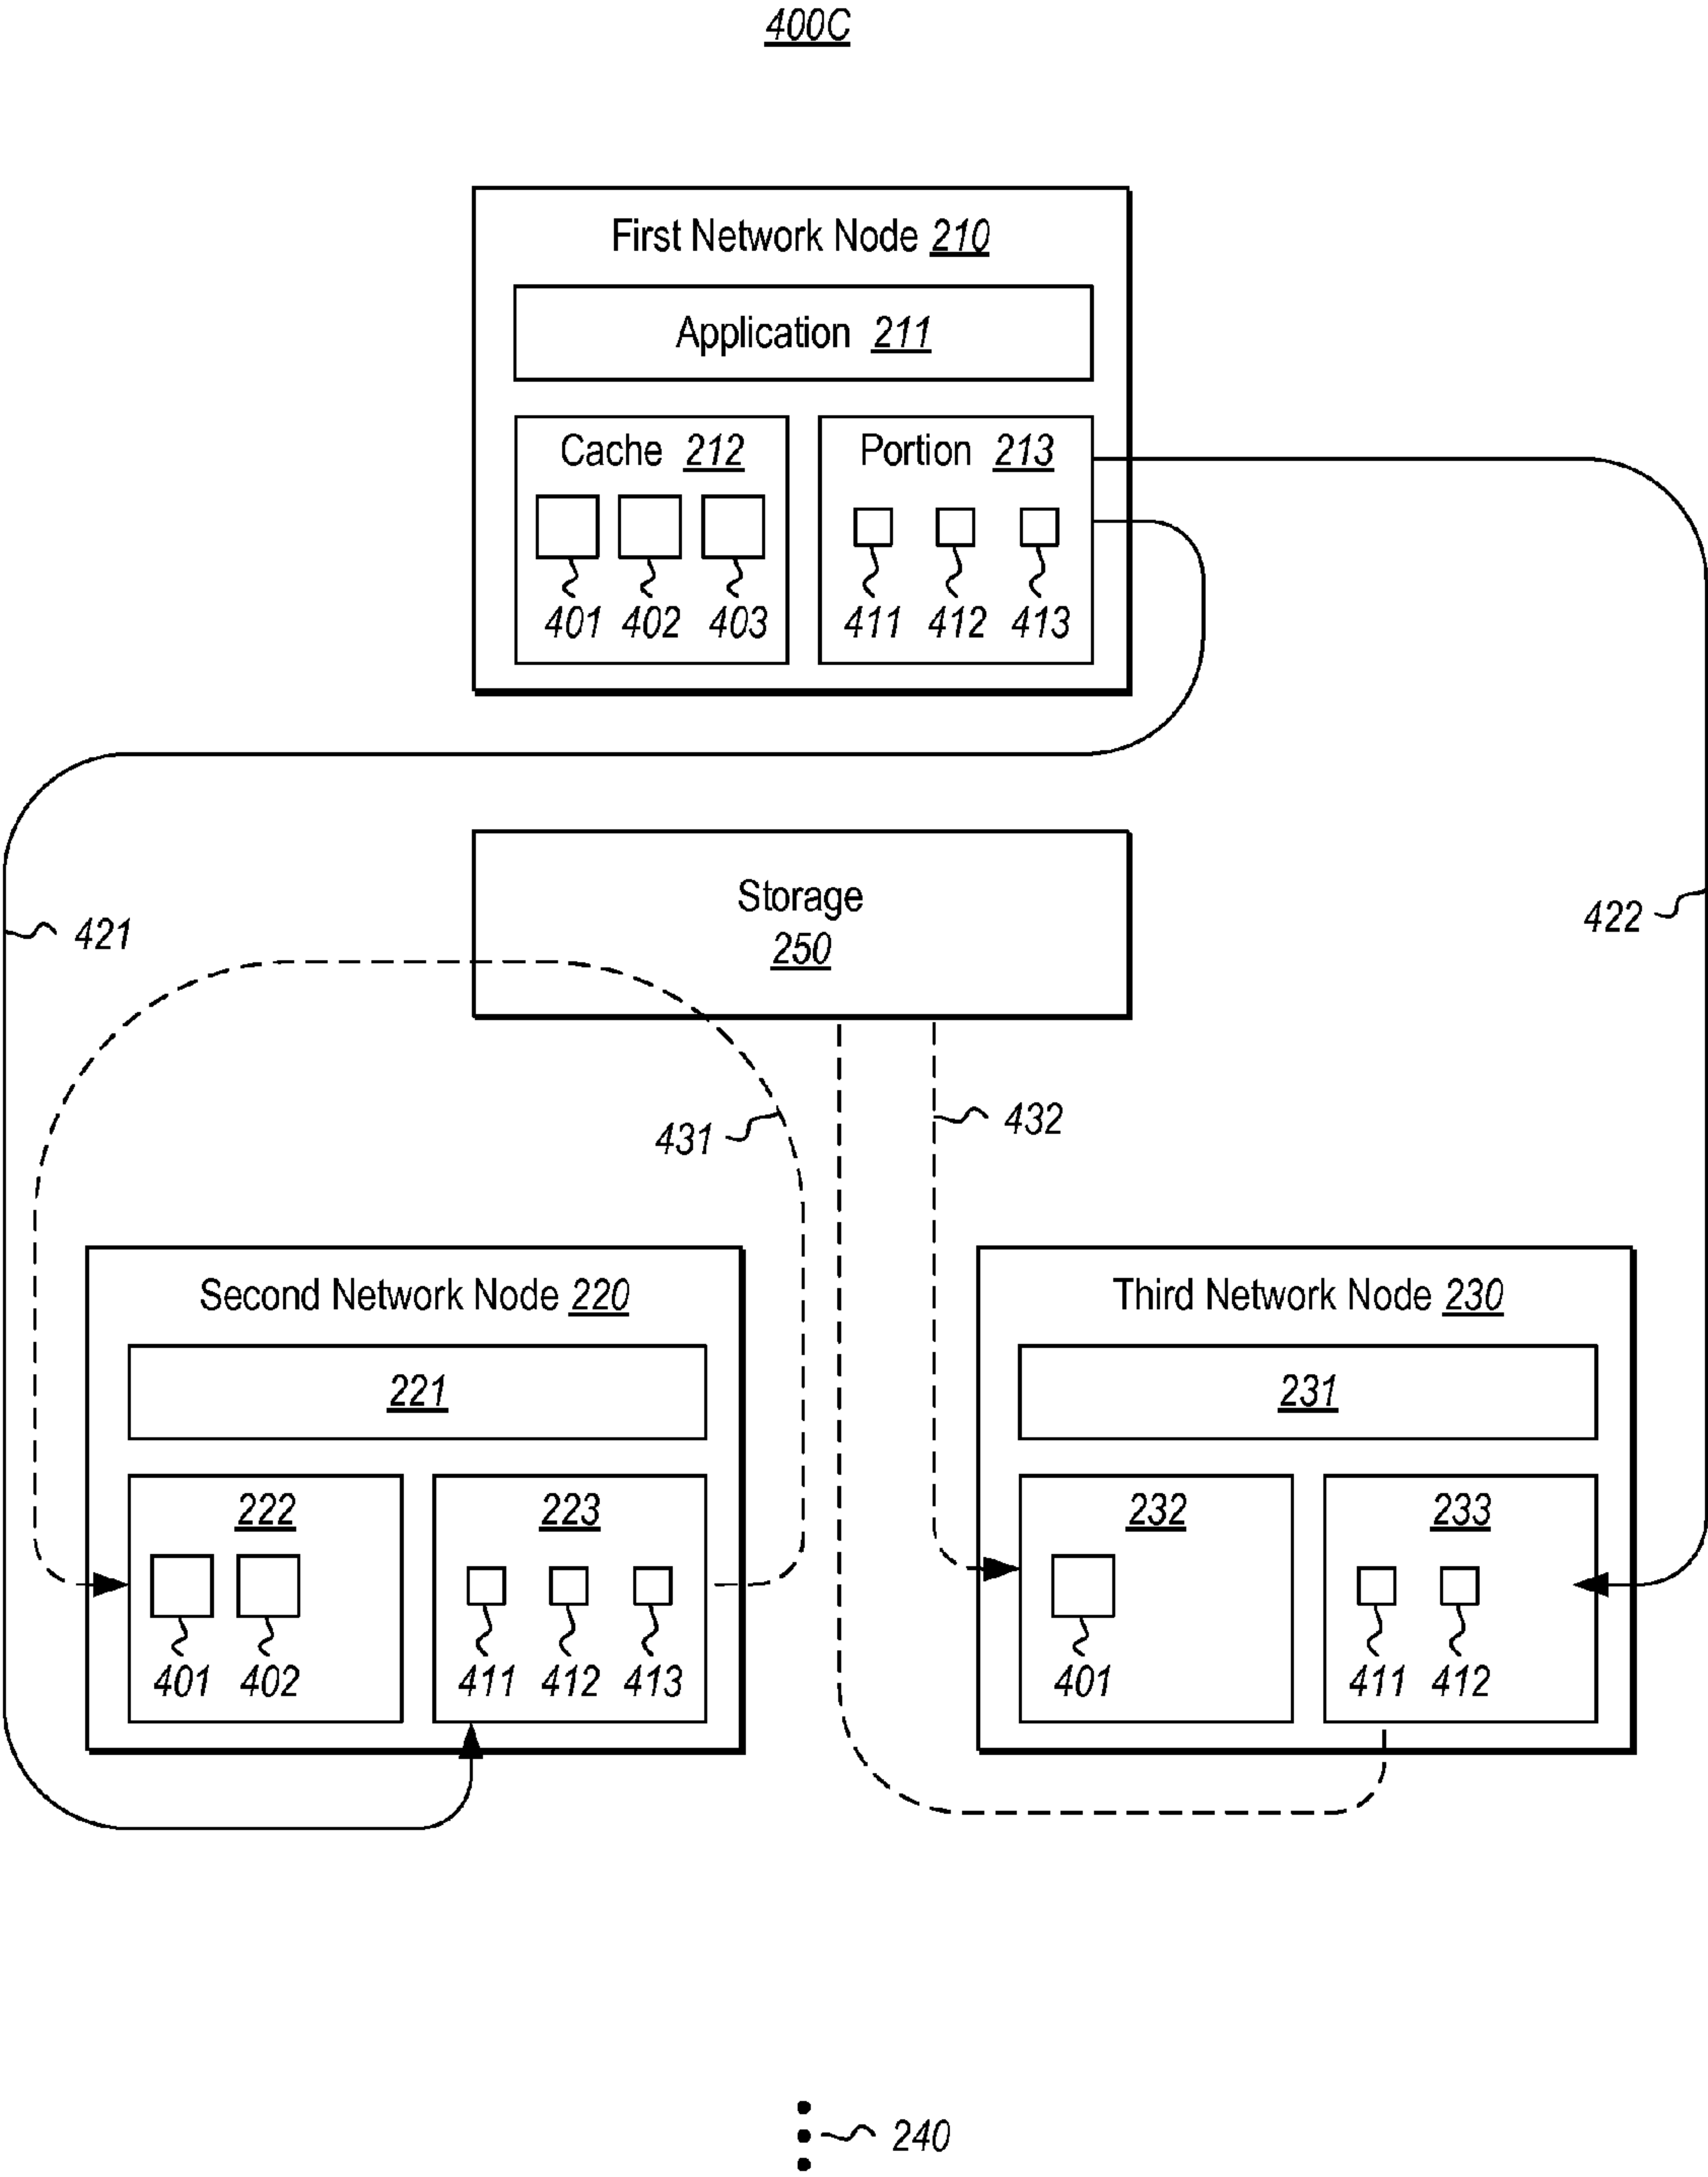 400C
First Network Node 210
Application 211
Cache 212
Portion 213
401 402 403
411 412 413
Storage
250
421
422
431
432
Second Network Node 220
221
222
223
401 402
411 412 413
Third Network Node 230
231
232
233
401
411 412
240